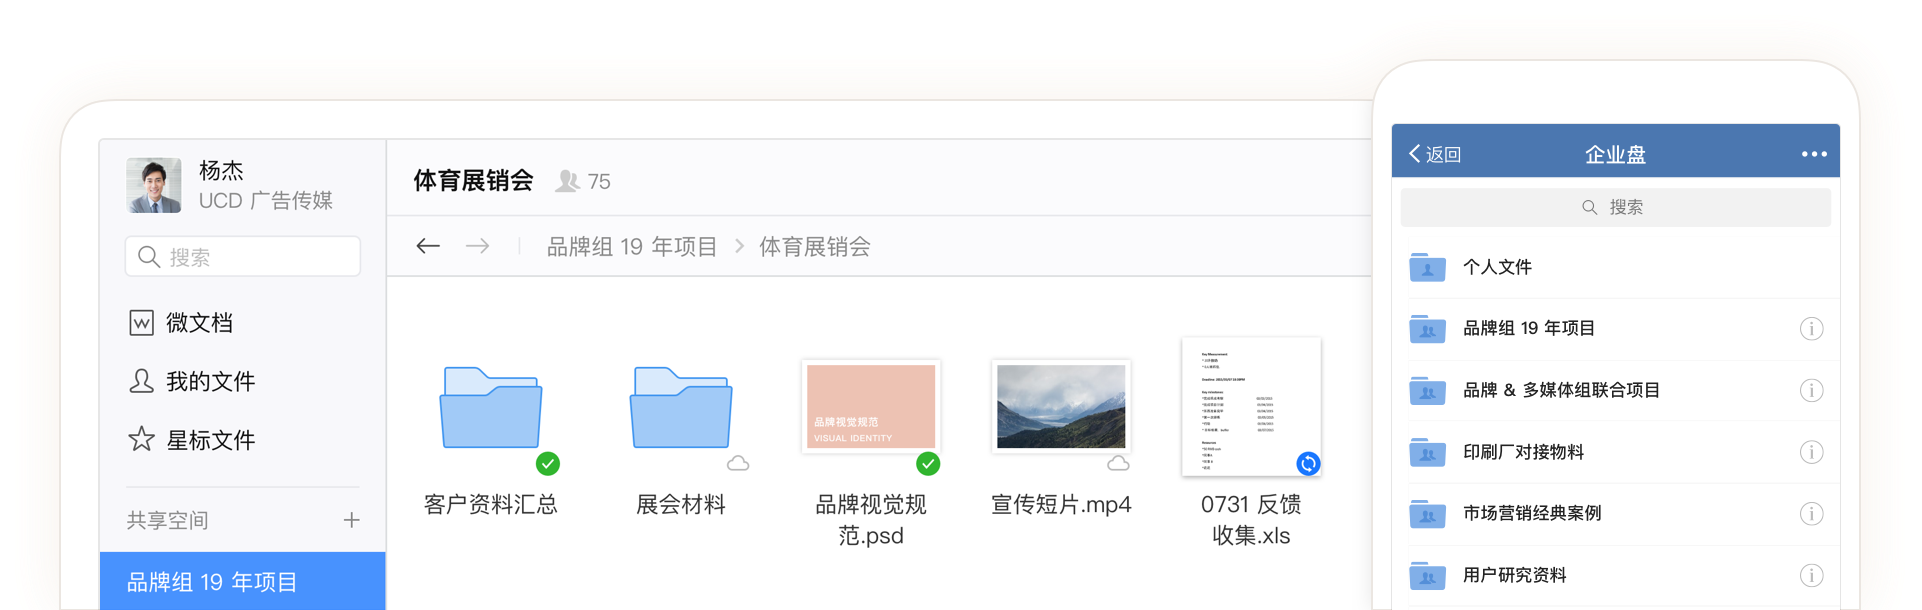 杨杰
UCD 广告传媒
搜索
微文档
我的文件
星标文件
共享空间
品牌组 19 年项目
体育展销会 75
品牌组 19 年项目 > 体育展销会
品牌视觉规范
VISUAL IDENTITY
客户资料汇总
展会材料
品牌视觉规
范.psd
宣传短片.mp4
0731 反馈
收集.xls
返回
企业盘
搜索
个人文件
品牌组 19 年项目
品牌 & 多媒体组联合项目
印刷厂对接物料
市场营销经典案例
用户研究资料